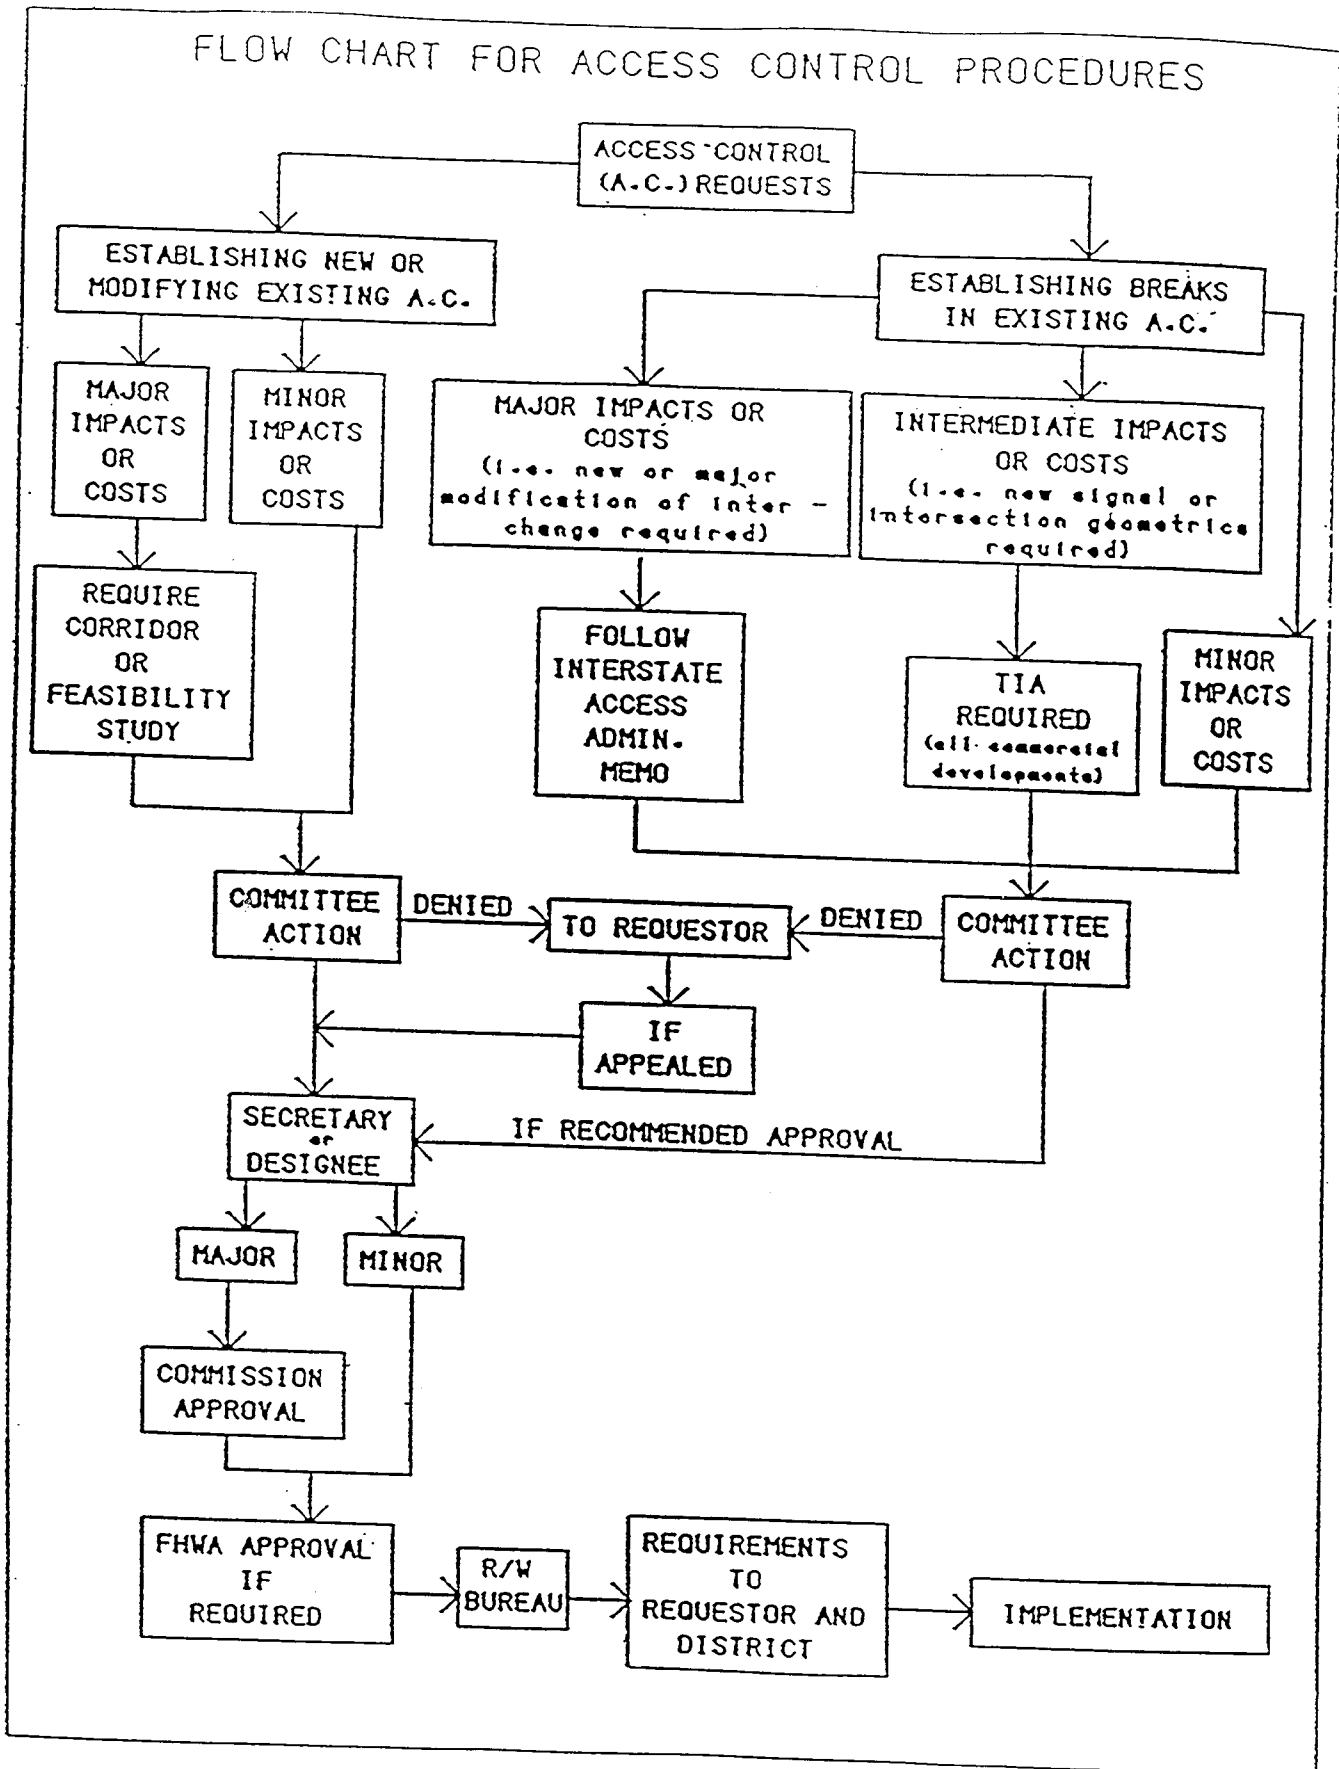 FLOW CHART FOR ACCESS CONTROL PROCEDURES
ACCESS CONTROL
(A.C.) REQUESTS
ESTABLISHING NEW OR
MODIFYING EXISTING A.C.
ESTABLISHING BREAKS
IN EXISTING A.C.
MAJOR
IMPACTS
OR
COSTS
MINOR
IMPACTS
OR
COSTS
MAJOR IMPACTS OR
COSTS
(i.e. new or major
modification of inter -
change required)
INTERMEDIATE IMPACTS
OR COSTS
(i.e. new signal or
intersection geometrics
required)
REQUIRE
CORRIDOR
OR
FEASIBILITY
STUDY
FOLLOW
INTERSTATE
ACCESS
ADMIN.
MEMO
TIA
REQUIRED
(all commercial
developments)
MINOR
IMPACTS
OR
COSTS
COMMITTEE
ACTION
DENIED
TO REQUESTOR
DENIED
COMMITTEE
ACTION
IF
APPEALED
SECRETARY
or
DESIGNEE
IF RECOMMENDED APPROVAL
MAJOR
MINOR
COMMISSION
APPROVAL
FHWA APPROVAL
IF
REQUIRED
R/W
BUREAU
REQUIREMENTS
TO
REQUESTOR AND
DISTRICT
IMPLEMENTATION